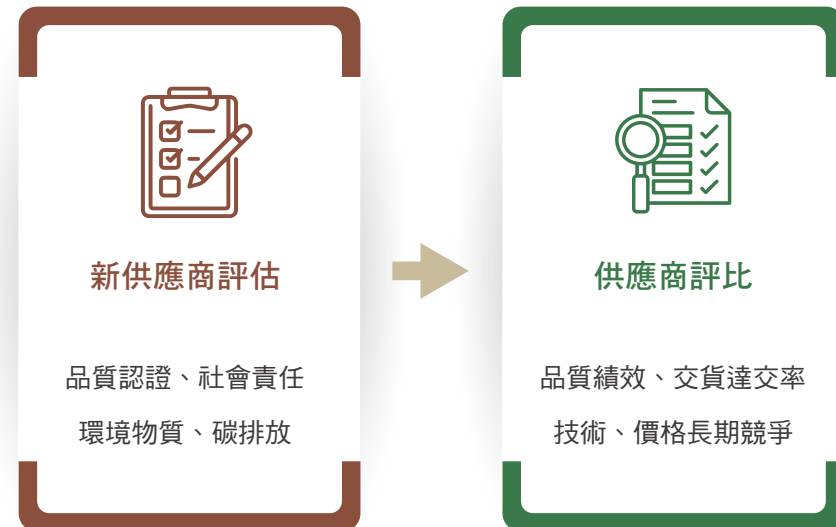 新供應商評估
品質認證、社會責任
環境物質、碳排放
供應商評比
品質績效、交貨達交率
技術、價格長期競爭